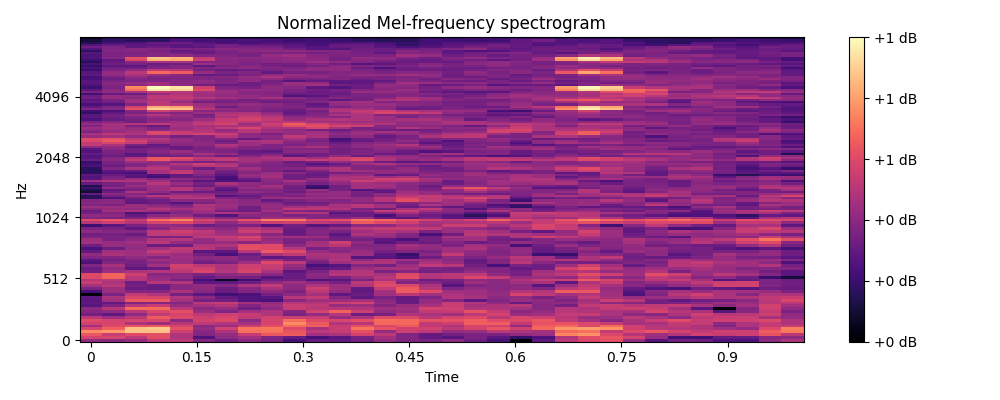 Normalized Mel-frequency spectrogram
Hz
4096
2048
1024
512
0
0 0.15 0.3 0.45 0.6 0.75 0.9
Time
+1 dB
+1 dB
+1 dB
+0 dB
+0 dB
+0 dB